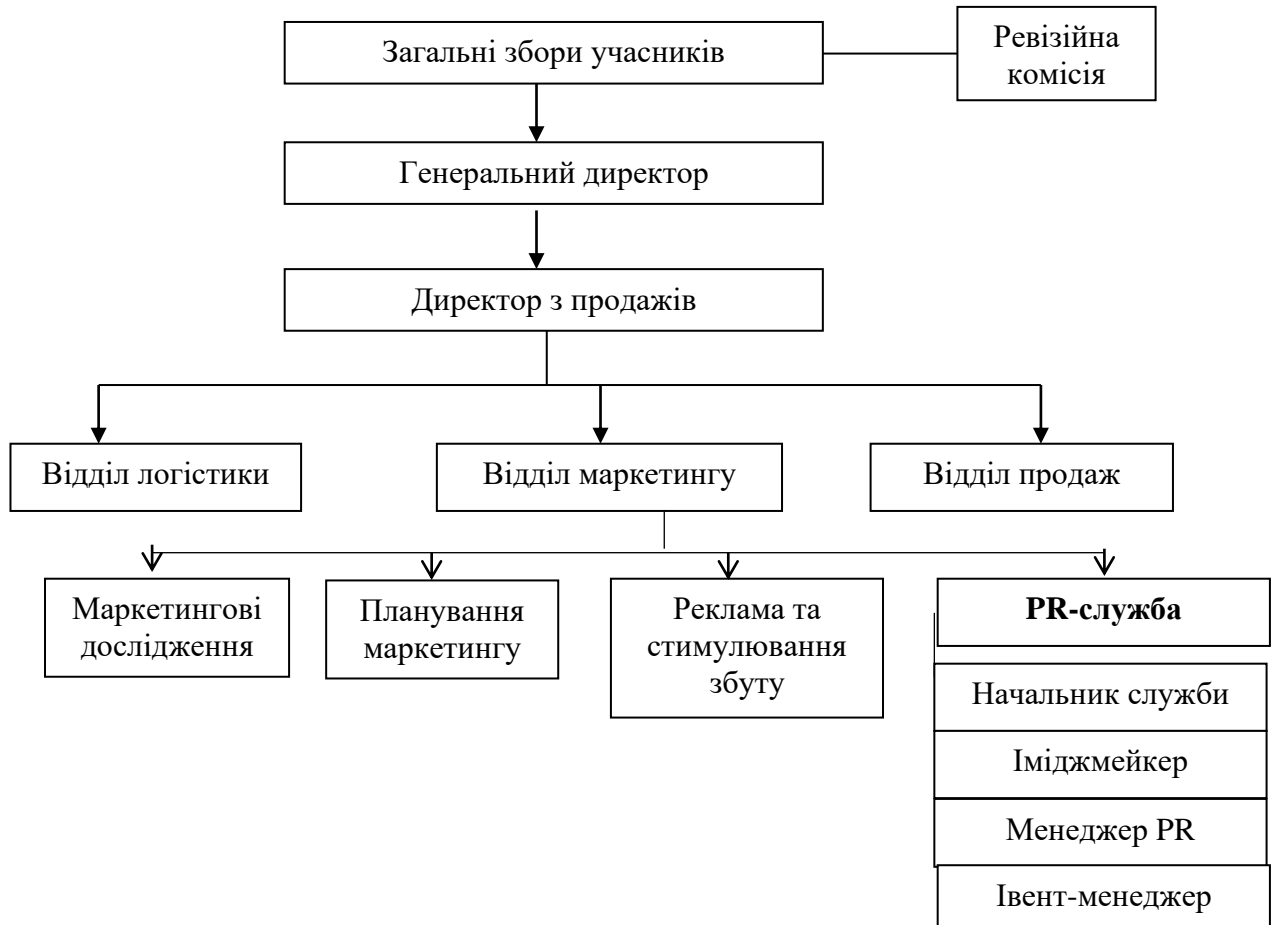 Загальні збори учасників
Ревізійна
комісія
Генеральний директор
Директор з продажів
Відділ логістики
Відділ маркетингу
Відділ продаж
Маркетингові
дослідження
Планування
маркетингу
Реклама та
стимулювання
збуту
PR-служба
Начальник служби
Іміджмейкер
Менеджер PR
Івент-менеджер